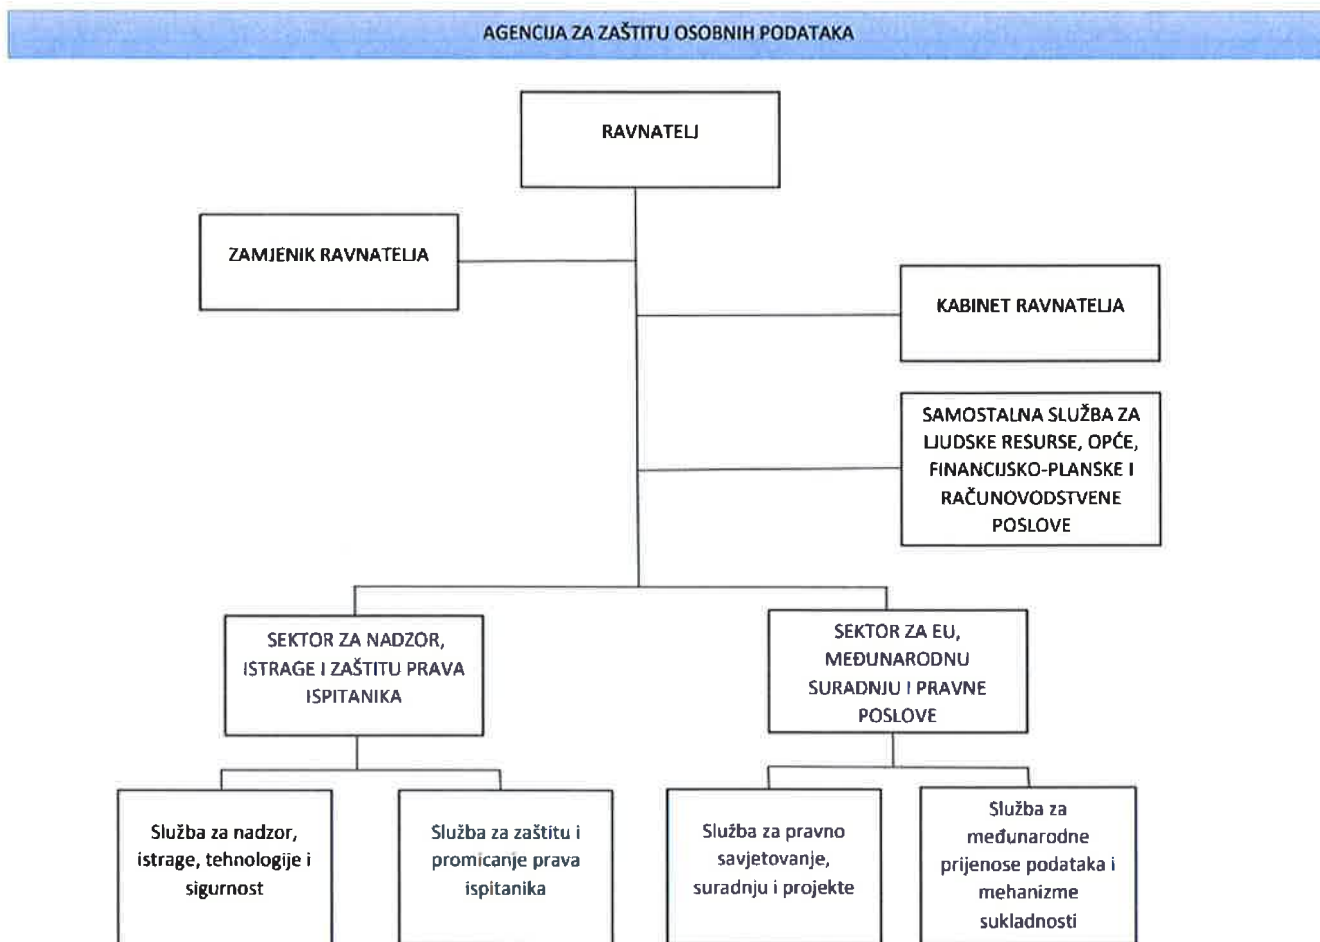 AGENCIJA ZA ZAŠTITU OSOBNIH PODATAKA
RAVNATELJ
ZAMJENIK RAVNATELJA
KABINET RAVNATELJA
SAMOSTALNA SLUŽBA ZA
LJUDSKE RESURSE, OPĆE,
FINANCIJSKO-PLANSKE I
RAČUNOVODSTVENE
POSLOVE
SEKTOR ZA NADZOR,
ISTRAGE I ZAŠTITU PRAVA
ISPITANIKA
SEKTOR ZA EU,
MEĐUNARODNU
SURADNJU I PRAVNE
POSLOVE
Služba za nadzor,
istrage, tehnologije i
sigurnost
Služba za zaštitu i
promicanje prava
ispitanika
Služba za pravno
savjetovanje,
suradnju i projekte
Služba za
međunarodne
prijenose podataka i
mehanizme
sukladnosti